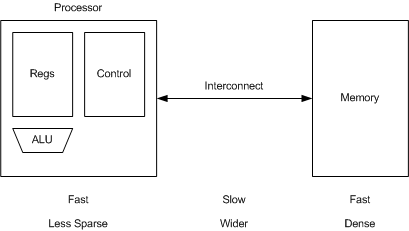 Processor
Regs
Control
ALU
Interconnect
Memory
Fast
Slow
Fast
Less Sparse
Wider
Dense